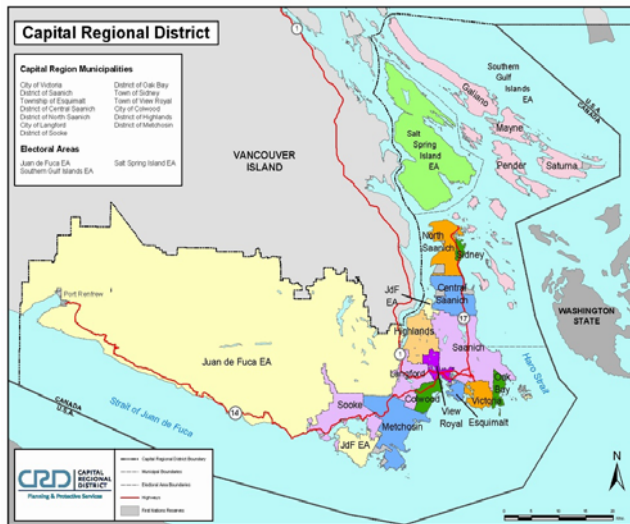 Capital Regional District
Capital Region Municipalities
City of Victoria
District of Saanich
Township of Esquimalt
District of Central Saanich
District of North Saanich
City of Langford
District of Sooke
District of Oak Bay
Town of Sidney
Town of View Royal
City of Colwood
District of Highlands
District of Metchosin
Electoral Areas
Juan de Fuca EA
Southern Gulf Islands EA
Salt Spring Island EA
1
Southern
Gulf
Islands
EA
U.S.A.
CANADA
Galiano
Mayne
Pender
Saturna
Salt
Spring
Island
EA
VANCOUVER
ISLAND
North
Saanich
Sidney
Central
Saanich
JdF
EA
17
WASHINGTON
STATE
Port Renfrew
Highlands
Saanich
Juan de Fuca EA
1
Langford
Haro Strait
Oak
Bay
Sooke
Colwood
Victoria
View
Royal
Esquimalt
Metchosin
JdF EA
14
CANADA
U.S.A.
Strait of Juan de Fuca
CRD
CAPITAL
REGIONAL
DISTRICT
Planning & Protective Services
Capital Regional District Boundary
Municipal Boundaries
Electoral Area Boundaries
Highways
First Nations Reserves
N